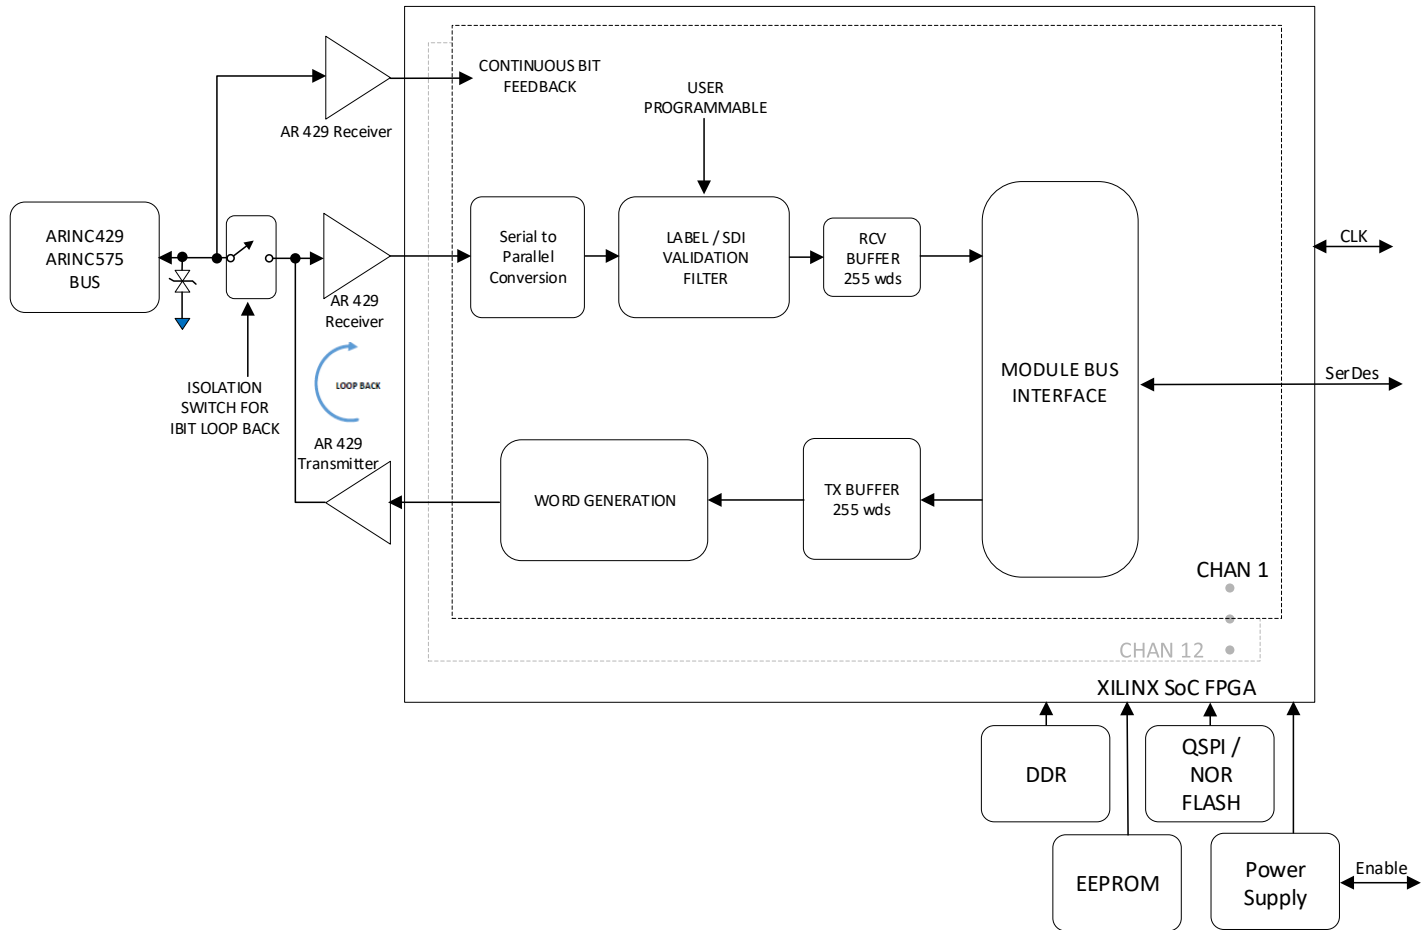 CONTINUOUS BIT
FEEDBACK
USER
PROGRAMMABLE
AR 429 Receiver
ARINC429
ARINC575
BUS
Serial to
Parallel
Conversion
LABEL / SDI
VALIDATION
FILTER
RCV
BUFFER
255 wds
CLK
AR 429
Receiver
MODULE BUS
INTERFACE
SerDes
ISOLATION
SWITCH FOR
IBIT LOOP BACK
LOOP BACK
AR 429
Transmitter
WORD GENERATION
TX BUFFER
255 wds
CHAN 1
CHAN 12
XILINX SoC FPGA
DDR
QSPI /
NOR
FLASH
EEPROM
Power
Supply
Enable